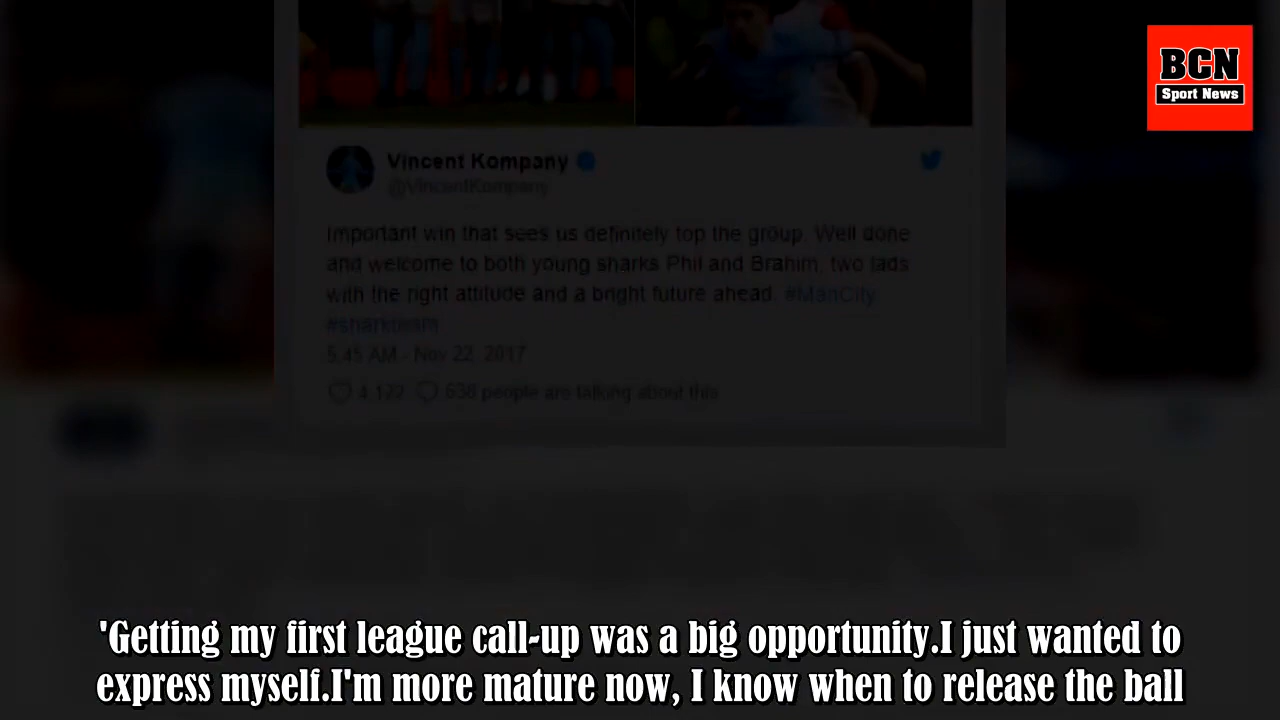 BCN
Sport News
Vincent Kompany
@VincentKompany
Important win that sees us definitely top the group. Well done
and welcome to both young sharks Phil and Brahim, two lads
with the right attitude and a bright future ahead. #ManCity
#sharkteam
5:45 AM - Nov 22, 2017
638 people are talking about this
'Getting my first league call-up was a big opportunity.I just wanted to
express myself.I'm more mature now, I know when to release the ball